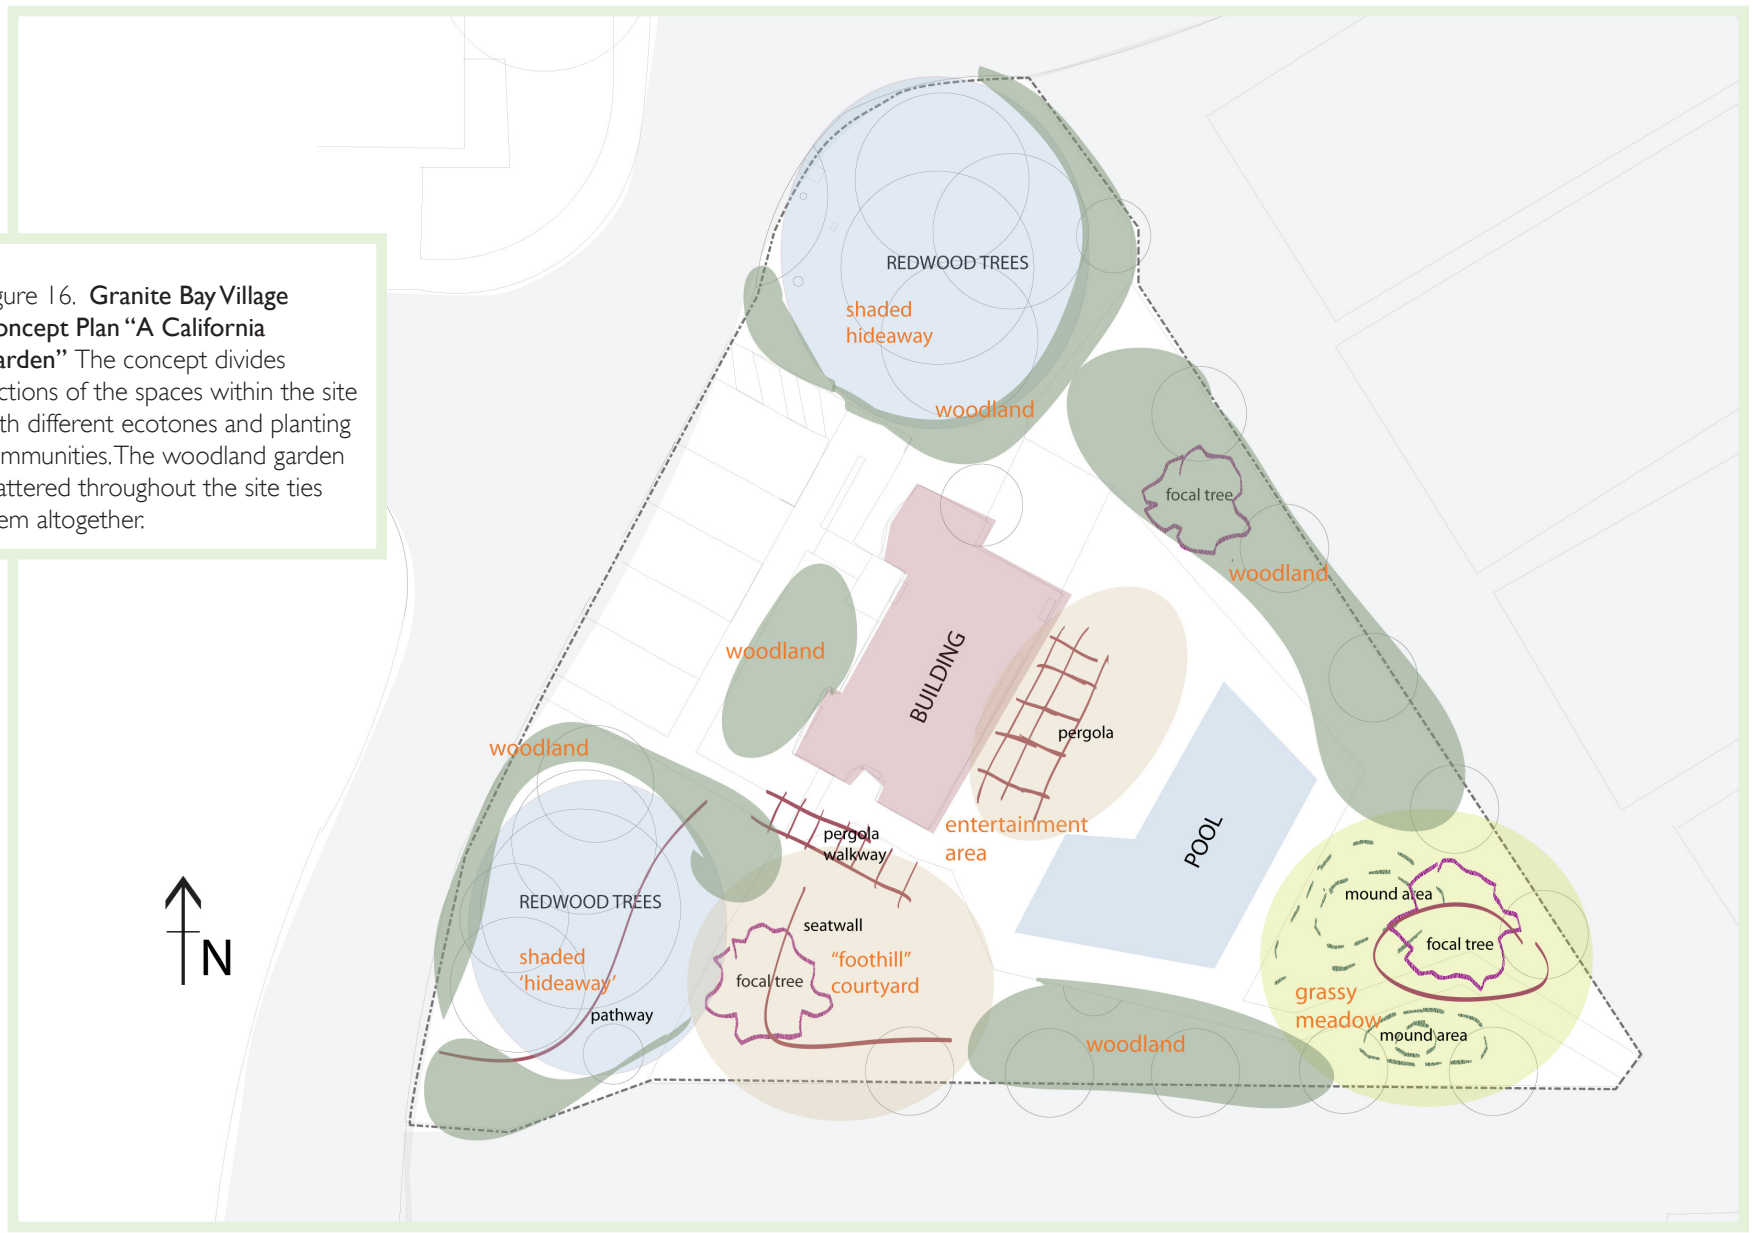 gure 16. Granite Bay Village
oncept Plan “A California
arden” The concept divides
ctions of the spaces within the site
th different ecotones and planting
mmunities. The woodland garden
attered throughout the site ties
em altogether.
REDWOOD TREES
shaded
hideaway
woodland
focal tree
woodland
woodland
BUILDING
pergola
woodland
entertainment
area
pergola
walkway
POOL
mound area
REDWOOD TREES
seatwall
focal tree
shaded
‘hideaway’
“foothill”
courtyard
focal tree
grassy
meadow
pathway
mound area
woodland
N